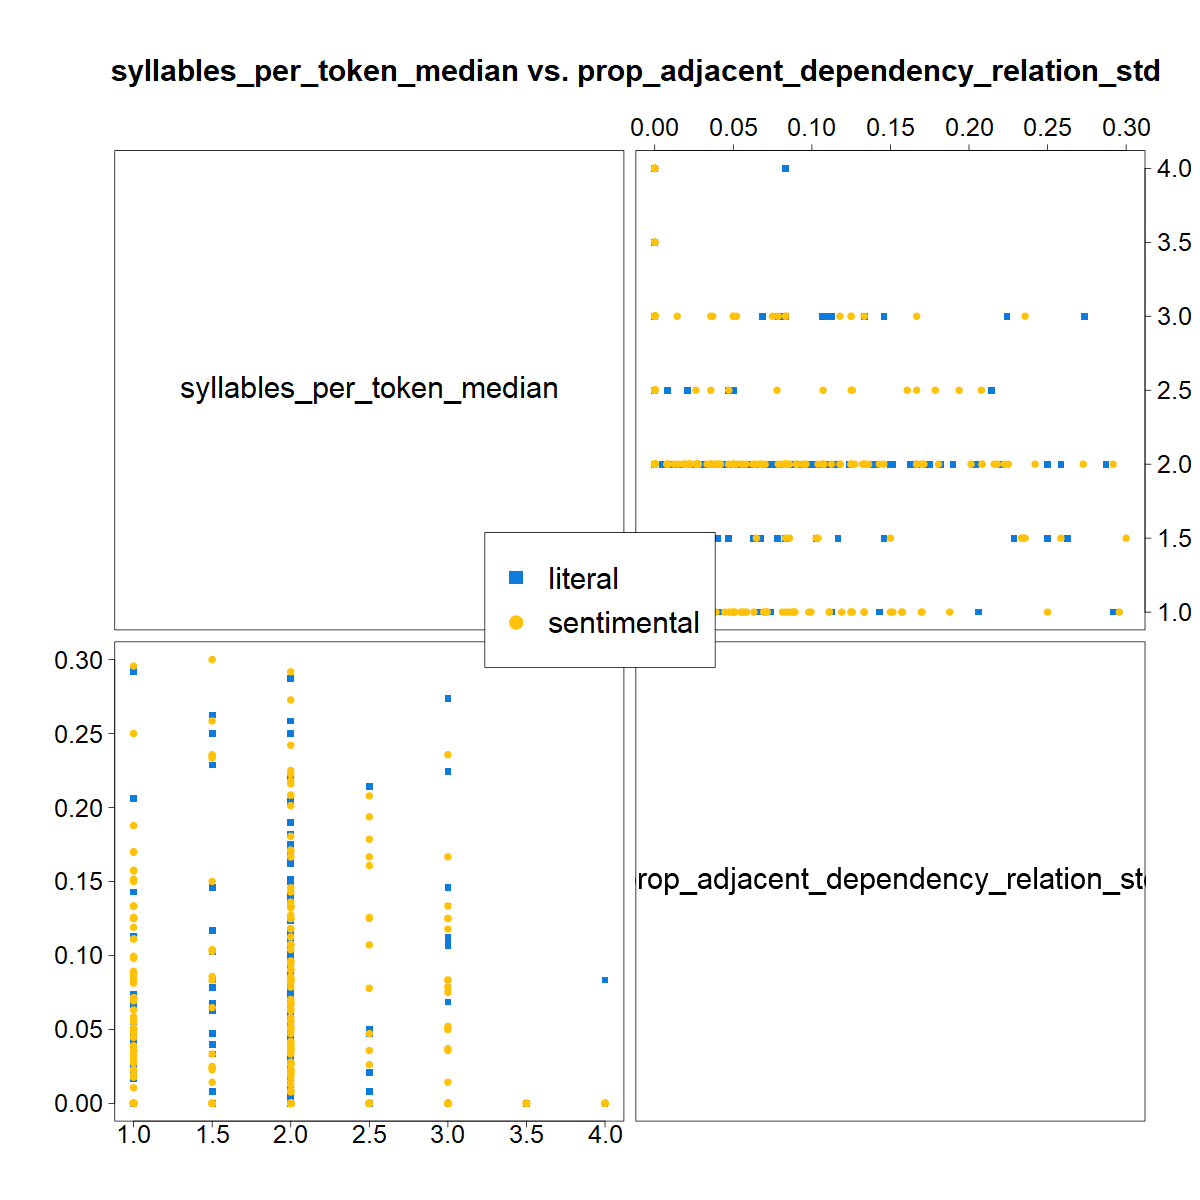 syllables_per_token_median vs. prop_adjacent_dependency_relation_std
0.00 0.05 0.10 0.15 0.20 0.25 0.30
4.0
3.5
3.0
2.5
2.0
1.5
1.0
syllables_per_token_median
literal
sentimental
0.30
0.25
0.20
0.15
0.10
0.05
0.00
rop_adjacent_dependency_relation_st
1.0 1.5 2.0 2.5 3.0 3.5 4.0